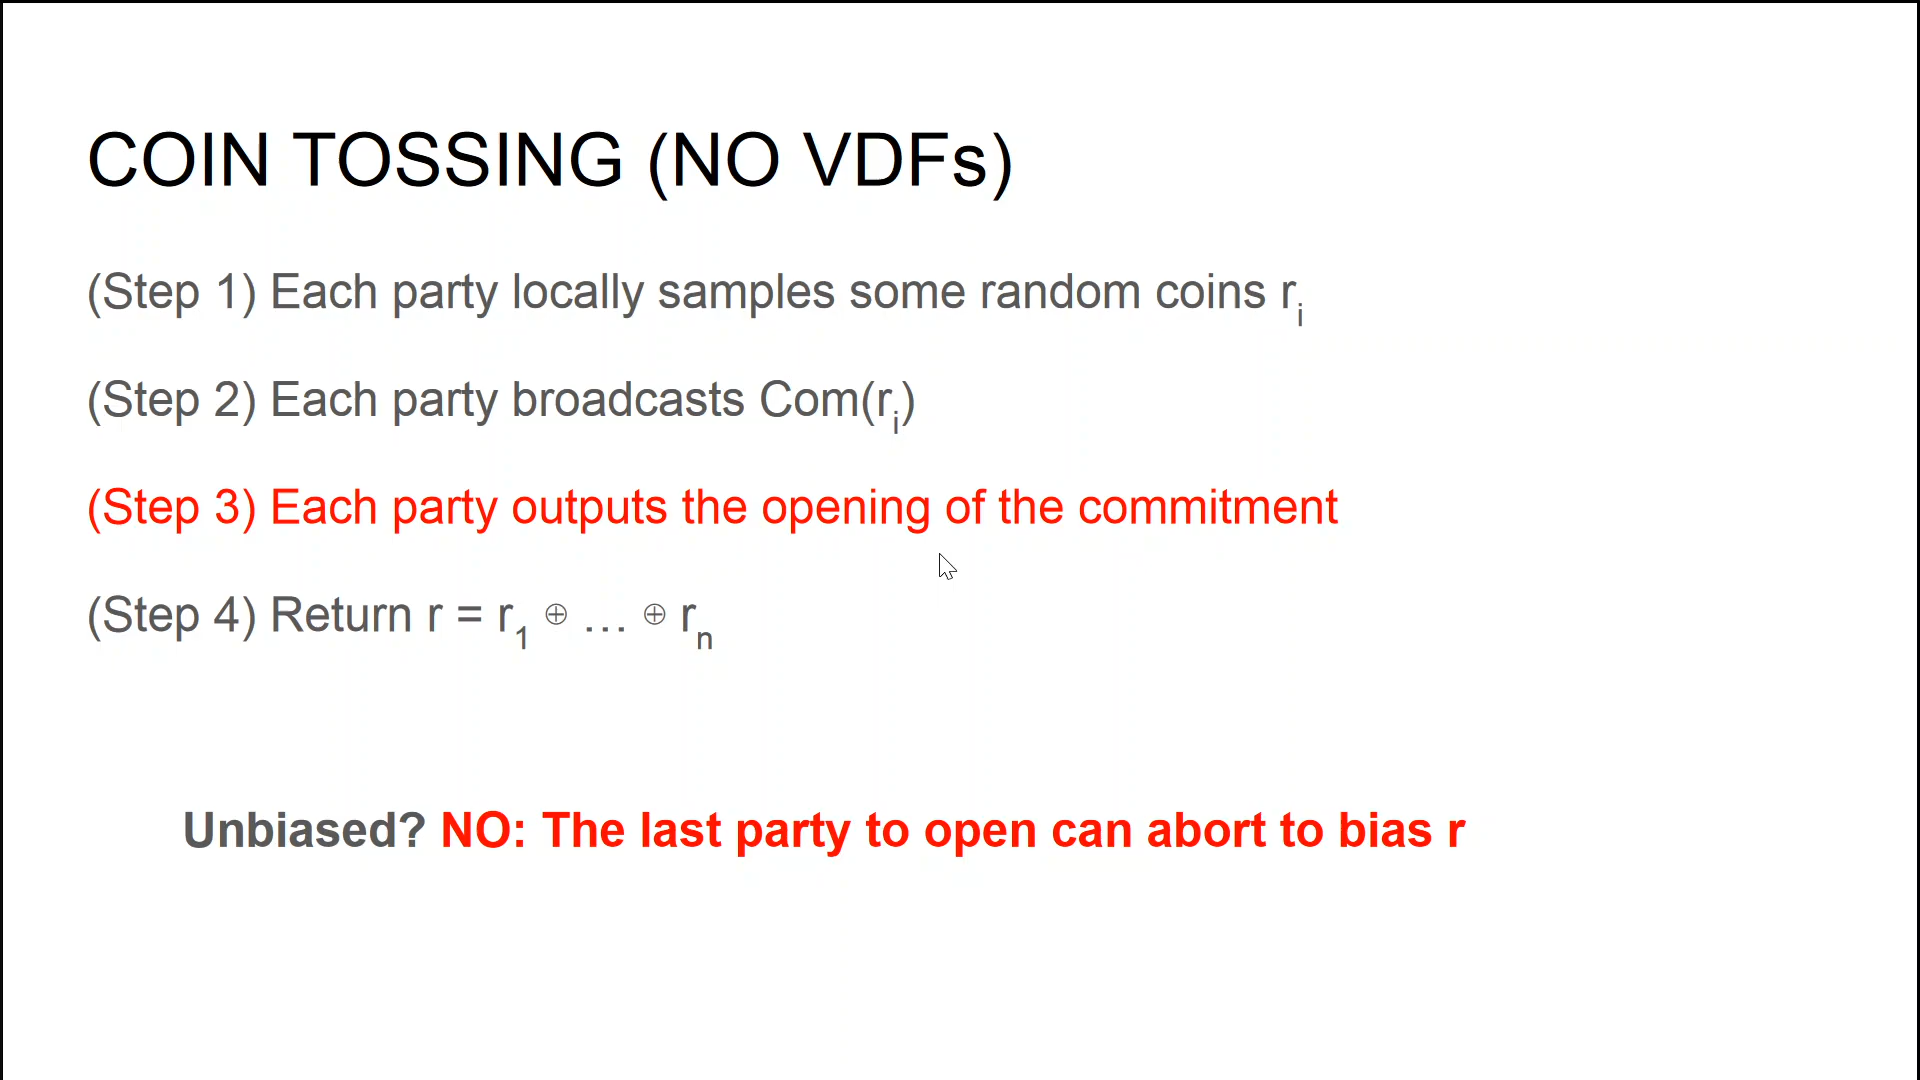 COIN TOSSING (NO VDFs)
(Step 1) Each party locally samples some random coins rᵢ
(Step 2) Each party broadcasts Com(rᵢ)
(Step 3) Each party outputs the opening of the commitment
(Step 4) Return r = r₁ ⊕ … ⊕ rₙ
Unbiased? NO: The last party to open can abort to bias r